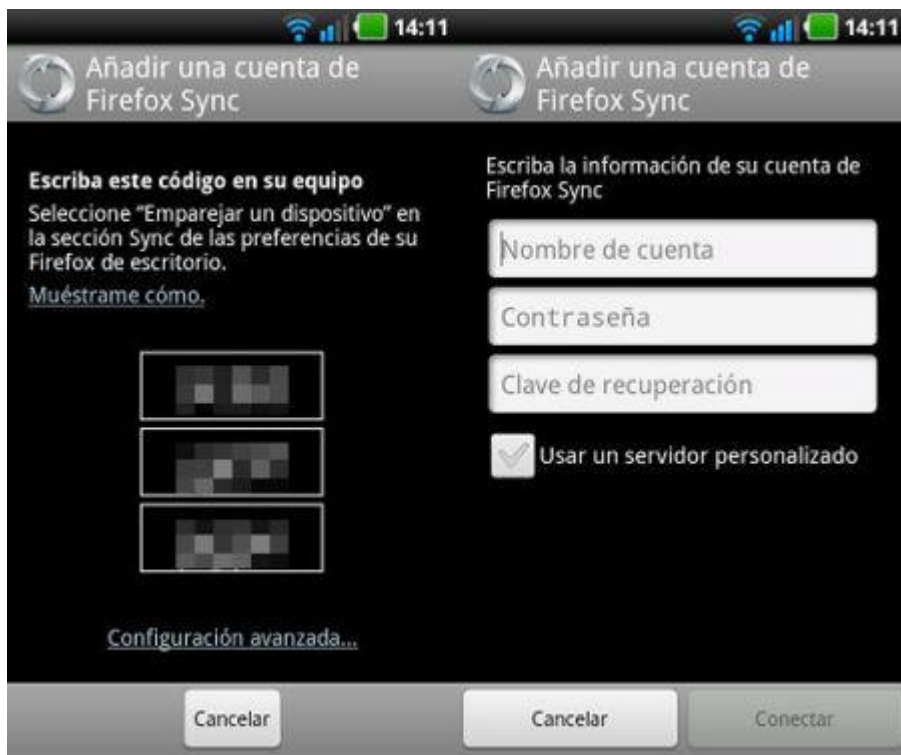 14:11
Añadir una cuenta de
Firefox Sync
Escriba este código en su equipo
Seleccione “Emparejar un dispositivo” en
la sección Sync de las preferencias de su
Firefox de escritorio.
Muéstrame cómo.
Configuración avanzada...
Cancelar
14:11
Añadir una cuenta de
Firefox Sync
Escriba la información de su cuenta de
Firefox Sync
Nombre de cuenta
Contraseña
Clave de recuperación
Usar un servidor personalizado
Cancelar
Conectar